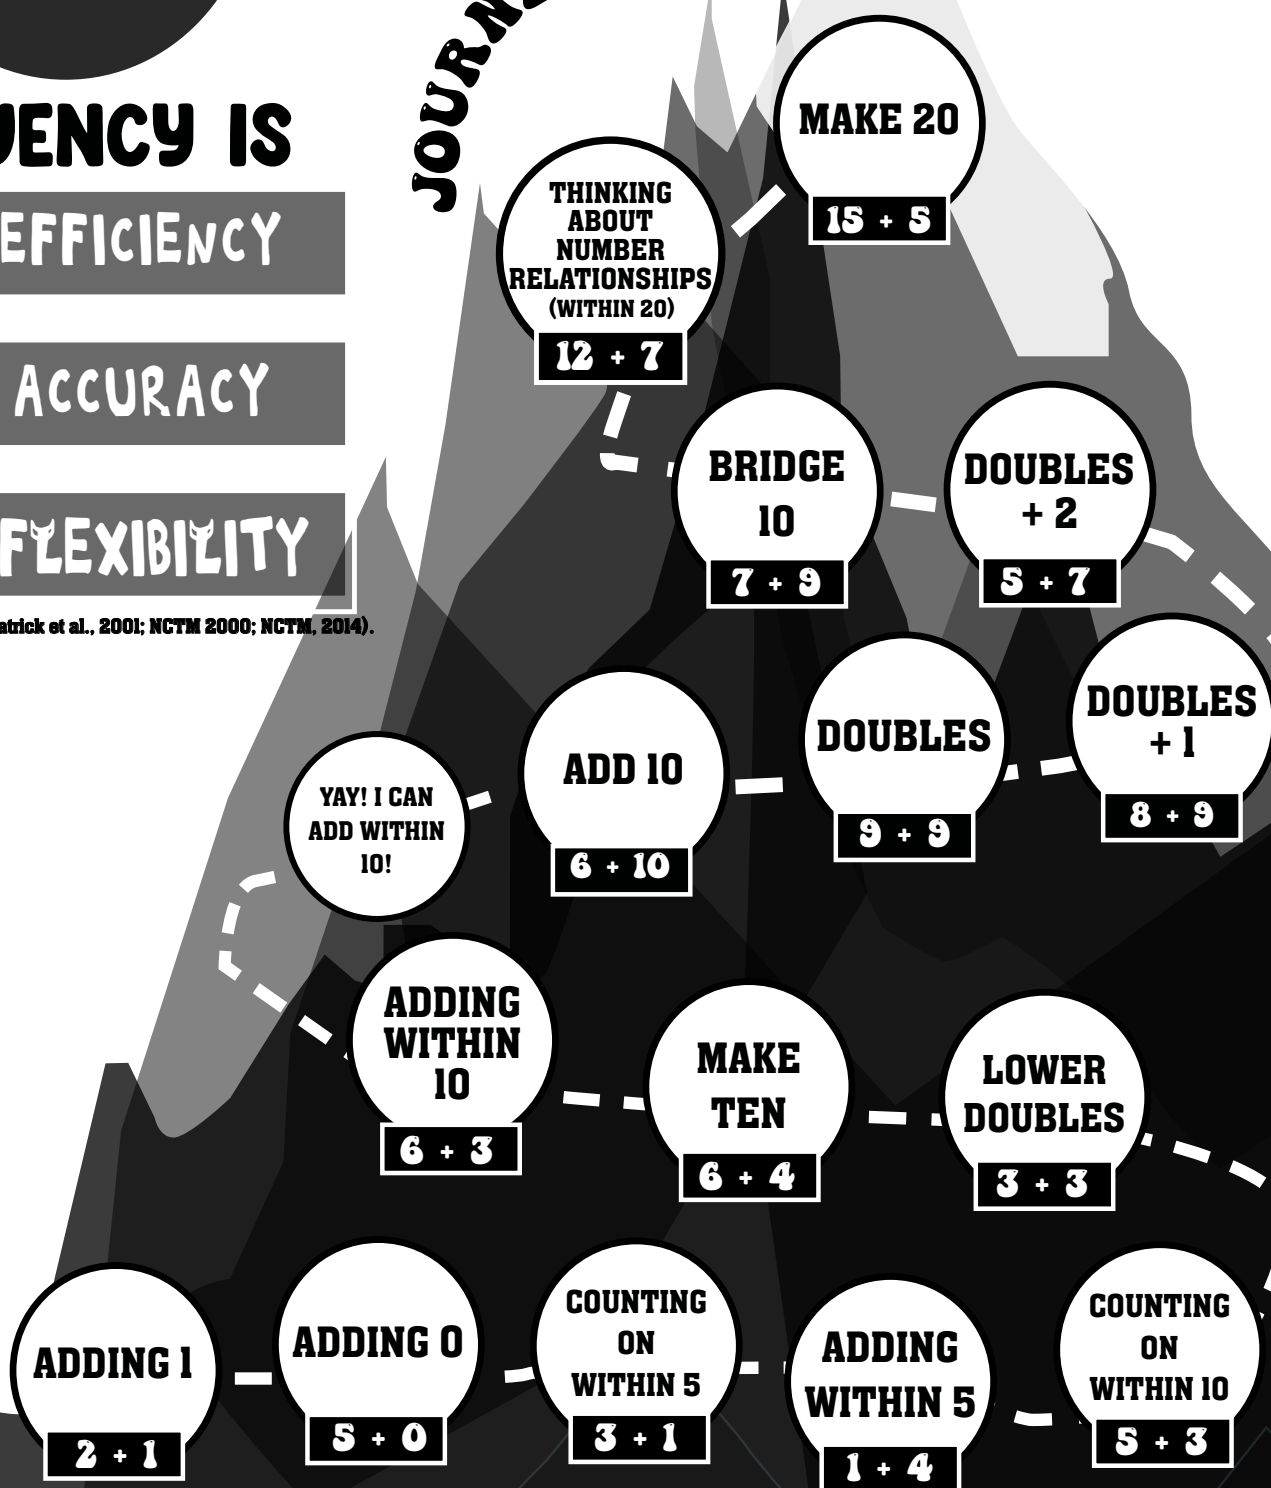 JOURN
UENCY IS
EFFICIENCY
ACCURACY
FLEXIBILITY
atrick et al., 2001; NCTM 2000; NCTM, 2014).
MAKE 20
15 + 5
THINKING
ABOUT
NUMBER
RELATIONSHIPS
(WITHIN 20)
12 + 7
BRIDGE
10
7 + 9
DOUBLES
+ 2
5 + 7
DOUBLES
+ 1
8 + 9
DOUBLES
9 + 9
ADD 10
6 + 10
YAY! I CAN
ADD WITHIN
10!
ADDING
WITHIN
10
6 + 3
MAKE
TEN
6 + 4
LOWER
DOUBLES
3 + 3
ADDING 1
2 + 1
ADDING 0
5 + 0
COUNTING
ON
WITHIN 5
3 + 1
ADDING
WITHIN 5
1 + 4
COUNTING
ON
WITHIN 10
5 + 3